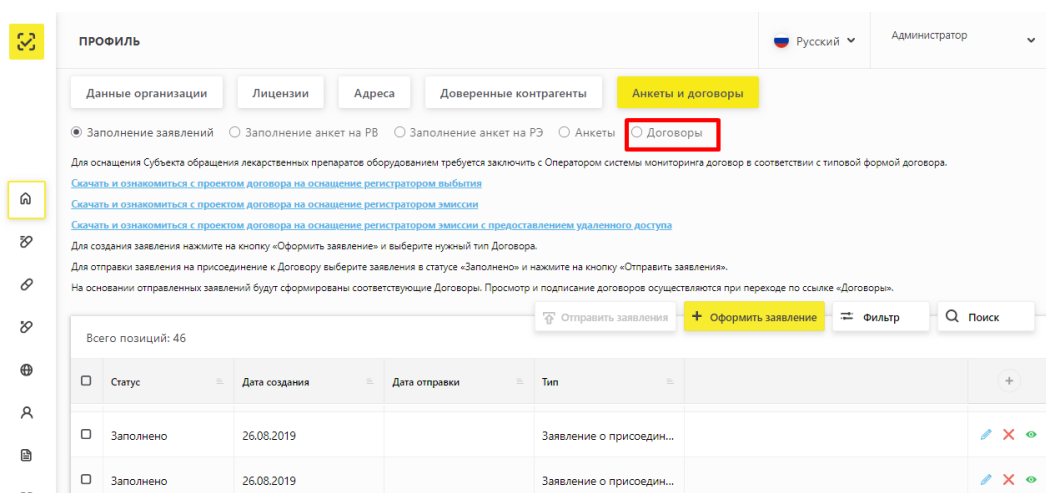 ПРОФИЛЬ
Русский
Администратор
Данные организации
Лицензии
Адреса
Доверенные контрагенты
Анкеты и договоры
Заполнение заявлений
Заполнение анкет на РВ
Заполнение анкет на РЭ
Анкеты
Договоры
Для оснащения Субъекта обращения лекарственных препаратов оборудованием требуется заключить с Оператором системы мониторинга договор в соответствии с типовой формой договора.
Скачать и ознакомиться с проектом договора на оснащение регистратором выбытия
Скачать и ознакомиться с проектом договора на оснащение регистратором эмиссии
Скачать и ознакомиться с проектом договора на оснащение регистратором эмиссии с предоставлением удаленного доступа
Для создания заявления нажмите на кнопку «Оформить заявление» и выберите нужный тип Договора.
Для отправки заявления на присоединение к Договору выберите заявления в статусе «Заполнено» и нажмите на кнопку «Отправить заявления».
На основании отправленных заявлений будут сформированы соответствующие Договоры. Просмотр и подписание договоров осуществляются при переходе по ссылке «Договоры».
Отправить заявления
+ Оформить заявление
Фильтр
Поиск
Всего позиций: 46
Статус
Дата создания
Дата отправки
Тип
Заполнено
26.08.2019
Заявление о присоедин...
Заполнено
26.08.2019
Заявление о присоедин...